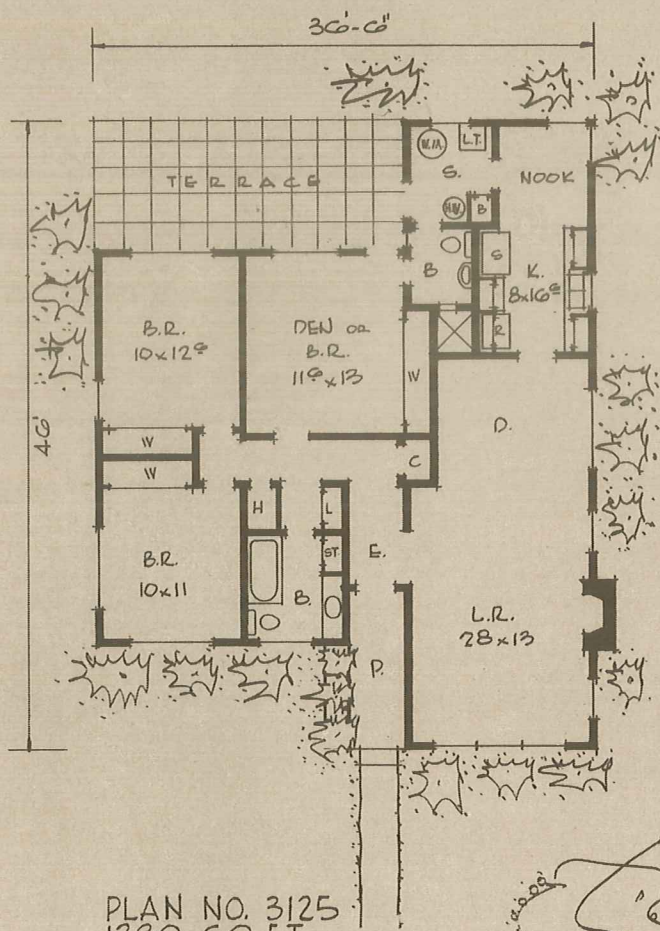 36'-6"
W.M.
L.T.
S.
NOOK
TERRACE
H.W.
B
B
S
K.
8x16⁶
R
46'
B.R.
10x12⁶
DEN OR
B.R.
11⁶x13
W
D.
W
W
C
H
L
E.
B.R.
10x11
ST.
B.
L.R.
28x13
P.
PLAN NO. 3125